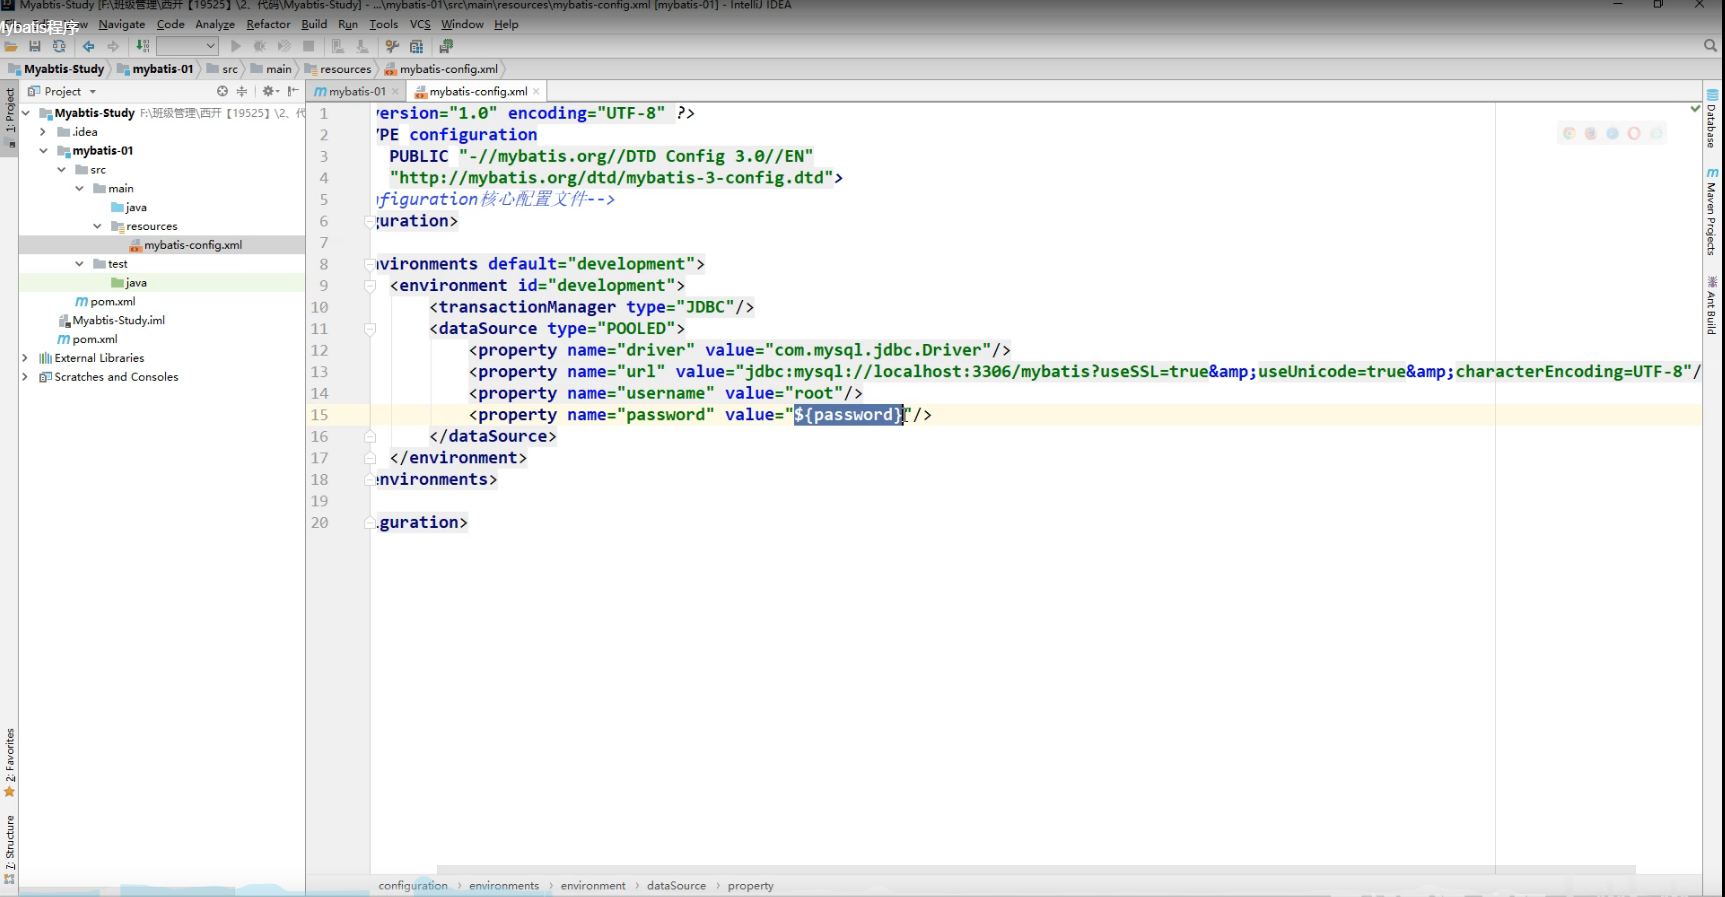 Myabtis-Study [F:\班级管理\西开【19525】\2、代码\Myabtis-Study] - ...\mybatis-01\src\main\resources\mybatis-config.xml [mybatis-01] - IntelliJ IDEA
Mybatis程序
Navigate Code Analyze Refactor Build Run Tools VCS Window Help
Myabtis-Study mybatis-01 src main resources mybatis-config.xml
Project
mybatis-01 mybatis-config.xml
1: Project
Myabtis-Study F:\班级管理\西开【19525】\2、代
.idea
mybatis-01
src
main
java
resources
mybatis-config.xml
test
java
pom.xml
Myabtis-Study.iml
pom.xml
External Libraries
Scratches and Consoles
2: Favorites
7: Structure
1 version="1.0" encoding="UTF-8" ?>
2 YPE configuration
3 PUBLIC "-//mybatis.org//DTD Config 3.0//EN"
4 "http://mybatis.org/dtd/mybatis-3-config.dtd">
5 nfiguration核心配置文件-->
6 guration>
7
8 nvironments default="development">
9 <environment id="development">
10 <transactionManager type="JDBC"/>
11 <dataSource type="POOLED">
12 <property name="driver" value="com.mysql.jdbc.Driver"/>
13 <property name="url" value="jdbc:mysql://localhost:3306/mybatis?useSSL=true&amp;useUnicode=true&amp;characterEncoding=UTF-8"/
14 <property name="username" value="root"/>
15 <property name="password" value="${password}"/>
16 </dataSource>
17 </environment>
18 environments>
19
20 iguration>
configuration › environments › environment › dataSource › property
Database
Maven Projects
Ant Build